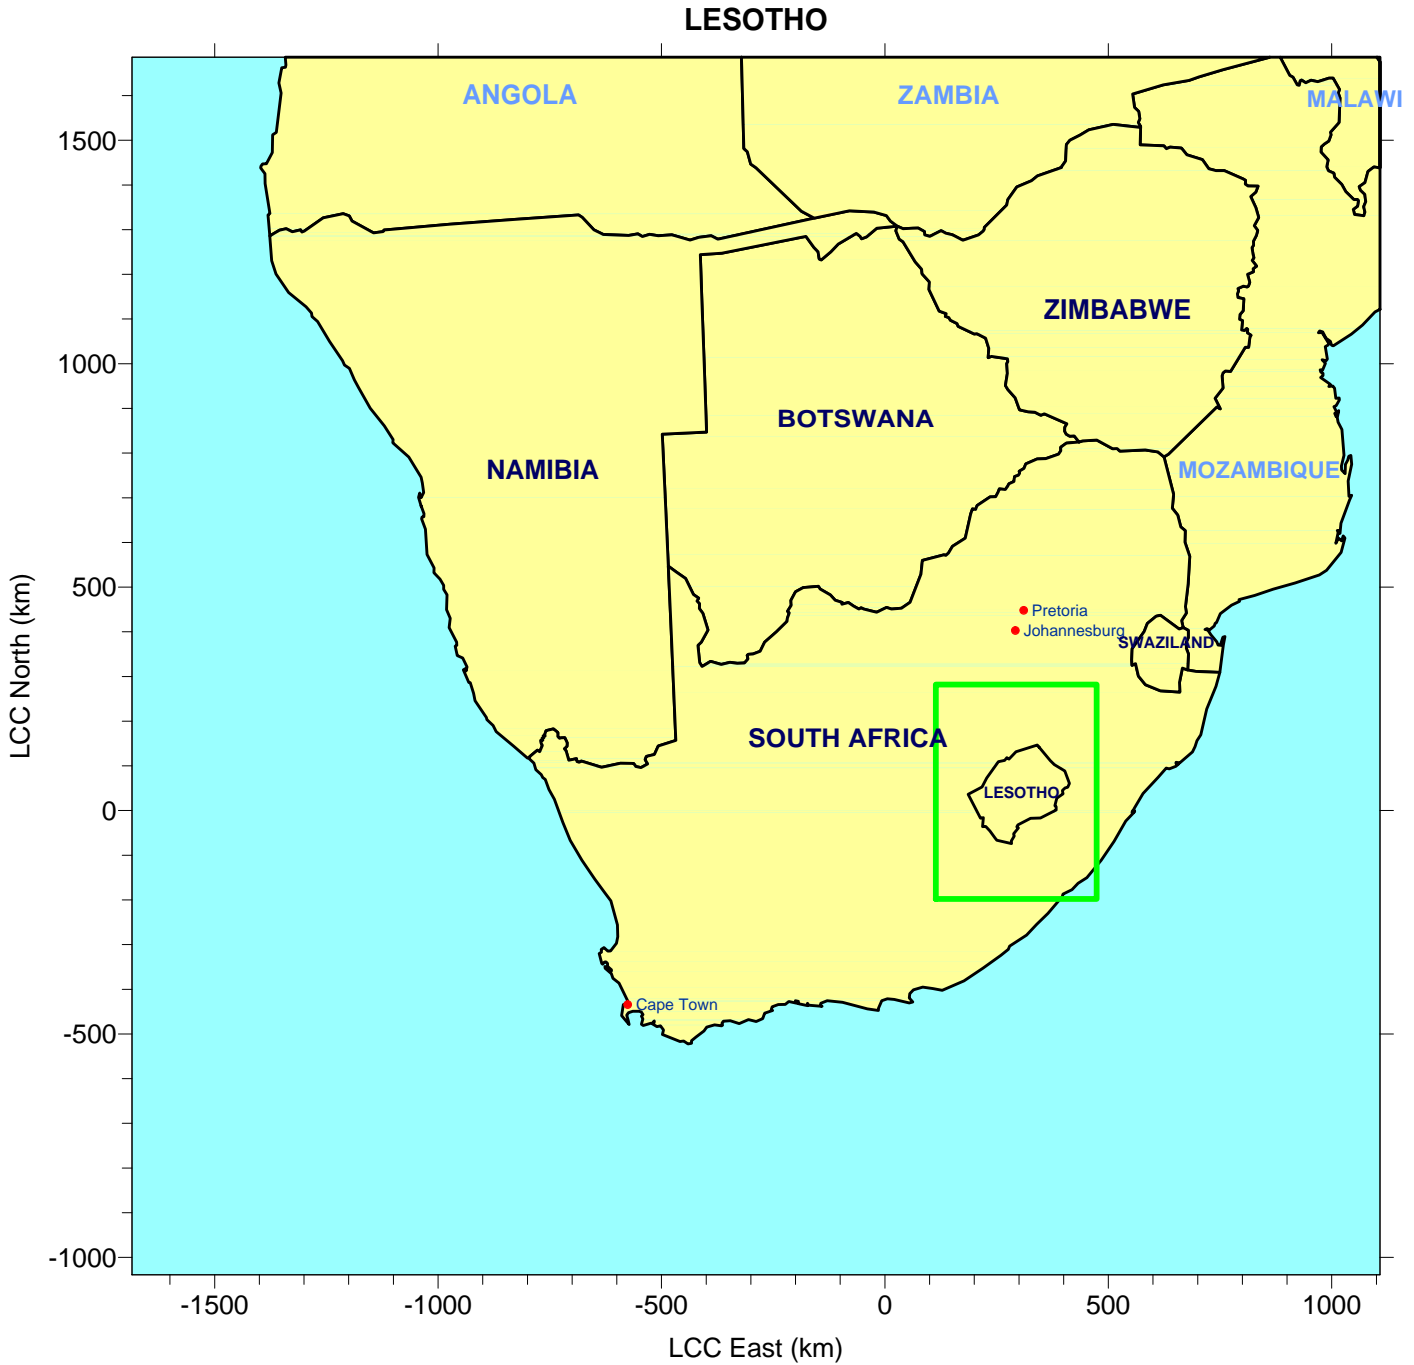 LESOTHO
ANGOLA
ZAMBIA
MALAWI
1500
ZIMBABWE
1000
BOTSWANA
NAMIBIA
MOZAMBIQUE
500
Pretoria
Johannesburg
SWAZILAND
SOUTH AFRICA
LESOTHO
0
Cape Town
-500
-1000
LCC North (km)
-1500 -1000 -500 0 500 1000
LCC East (km)